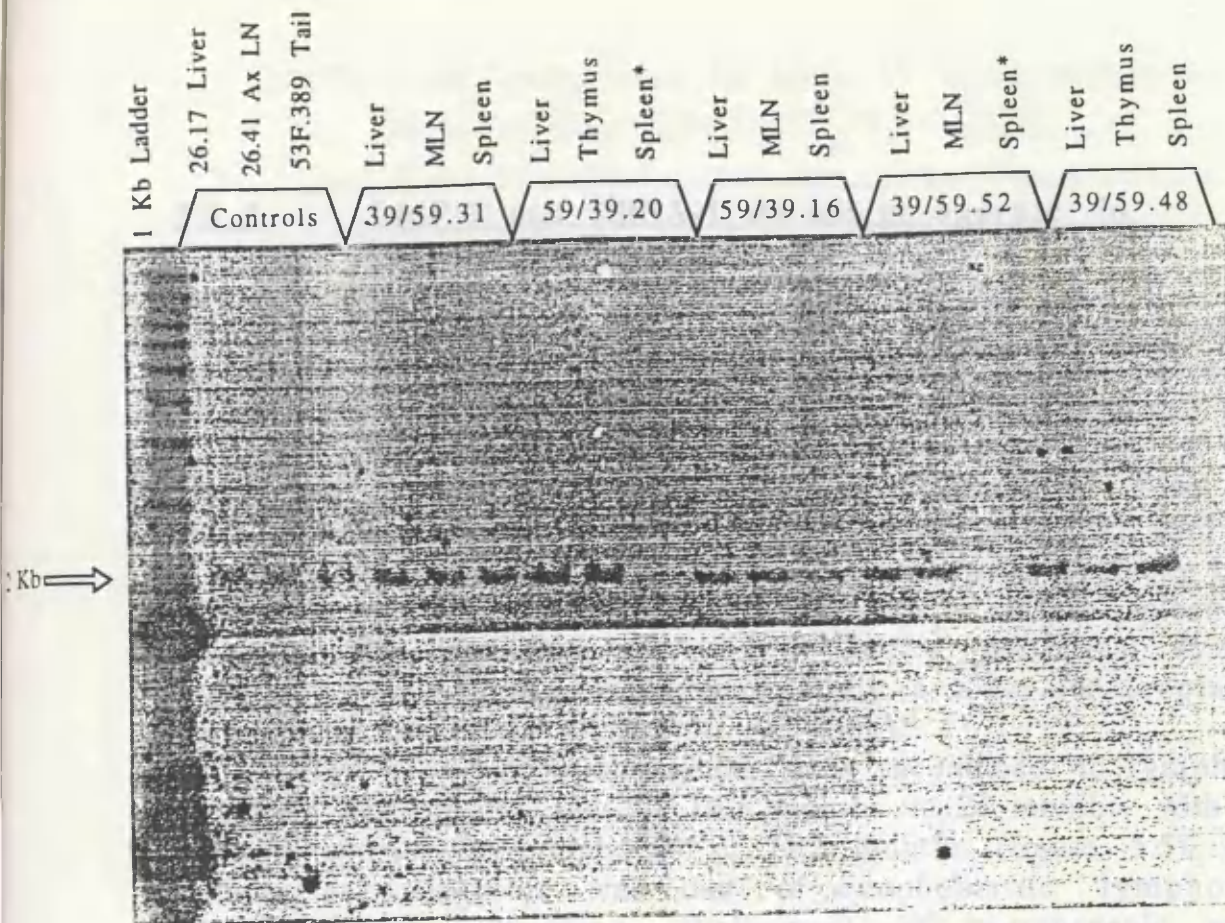 1 Kb Ladder
26.17 Liver
26.41 Ax LN
53F.389 Tail
Liver
MLN
Spleen
Liver
Thymus
Spleen*
Liver
MLN
Spleen
Liver
MLN
Spleen*
Liver
Thymus
Spleen
Controls
39/59.31
59/39.20
59/39.16
39/59.52
39/59.48
Kb